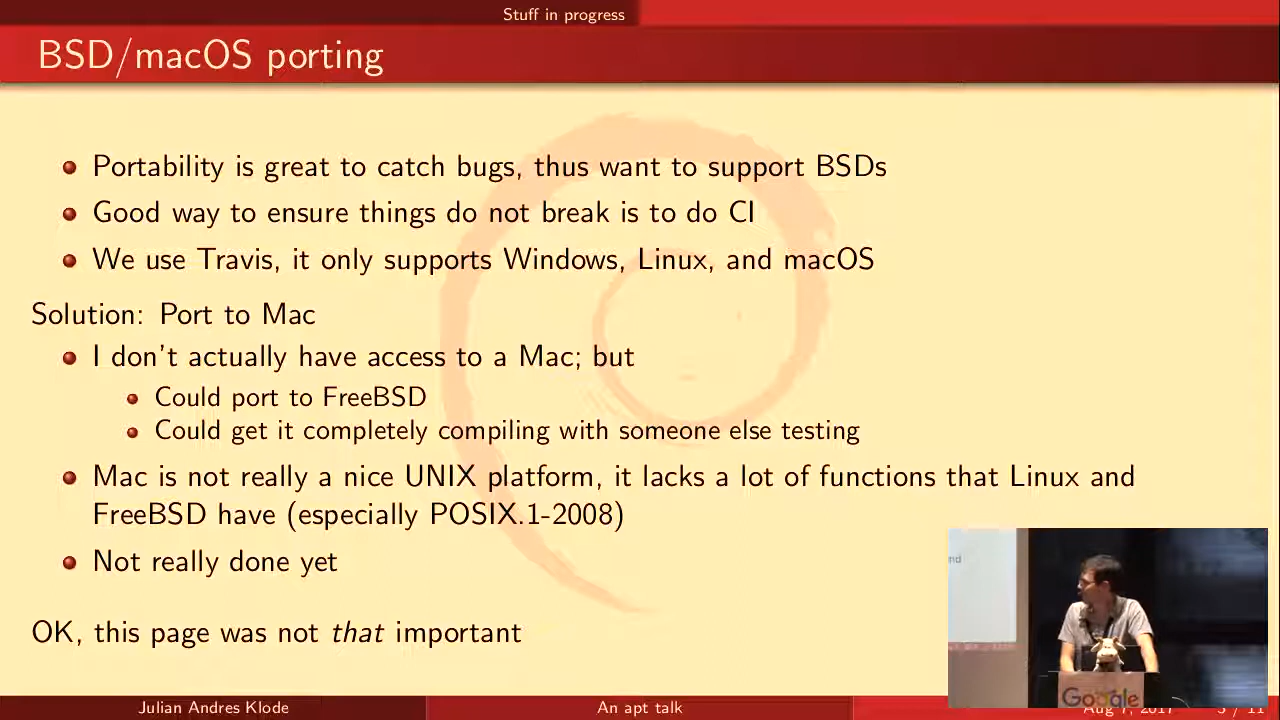 Stuff in progress
BSD/macOS porting
Portability is great to catch bugs, thus want to support BSDs
Good way to ensure things do not break is to do CI
We use Travis, it only supports Windows, Linux, and macOS
Solution: Port to Mac
I don't actually have access to a Mac; but
Could port to FreeBSD
Could get it completely compiling with someone else testing
Mac is not really a nice UNIX platform, it lacks a lot of functions that Linux and
FreeBSD have (especially POSIX.1-2008)
Not really done yet
OK, this page was not that important
nd
Google
Julian Andres Klode
An apt talk
Aug 7, 2017
/ 11